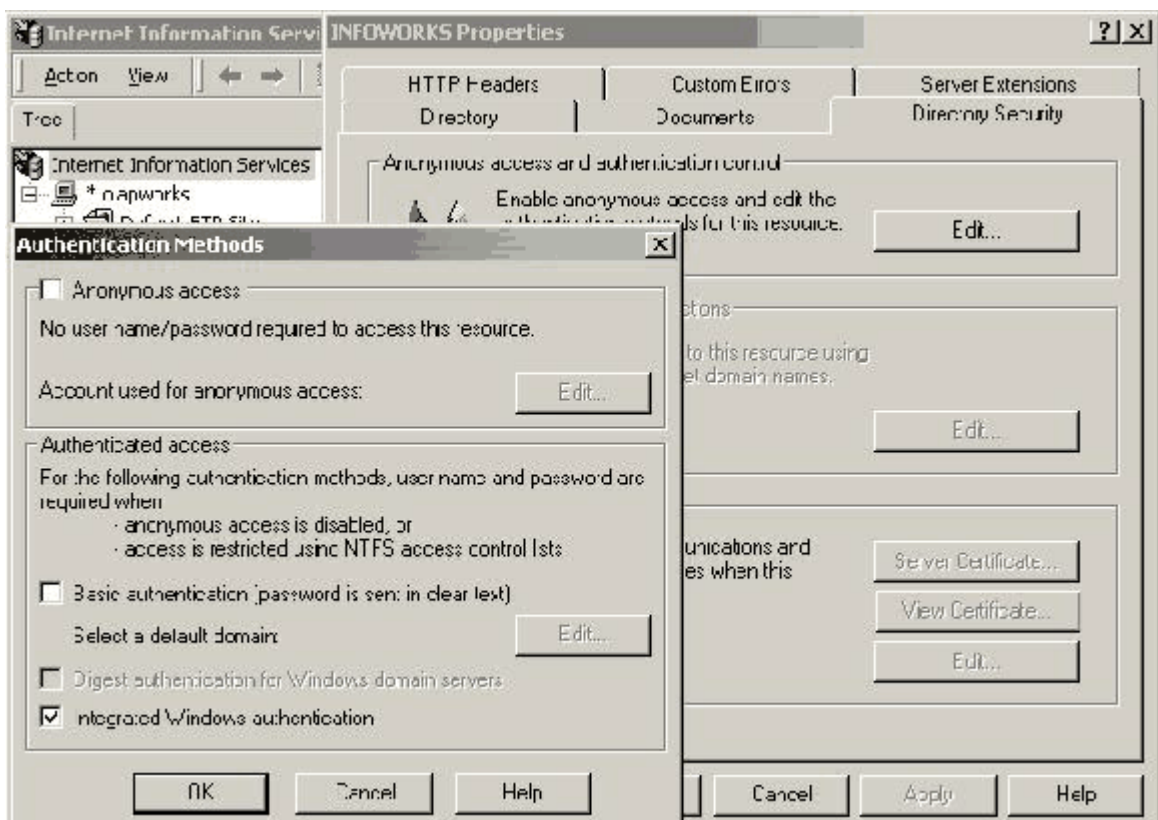 Internet Information Servi
INFOWORKS Properties
Action View
Tree
Internet Information Services
* olapworks
Default FTP Site
HTTP Headers Custom Errors Server Extensions
Directory Documents Directory Security
Anonymous access and authentication control
Enable anonymous access and edit the
authentication methods for this resource.
Edit...
ctions
to this resource using
et domain names.
Edit...
unications and
es when this
Server Certificate...
View Certificate...
Edit...
Cancel Apply Help
Authentication Methods
Anonymous access
No user name/password required to access this resource.
Account used for anonymous access:
Edit...
Authenticated access
For the following authentication methods, user name and password are
required when
- anonymous access is disabled, or
- access is restricted using NTFS access control lists
Basic authentication (password is sent in clear text)
Select a default domain:
Edit...
Digest authentication for Windows domain servers
Integrated Windows authentication
OK Cancel Help